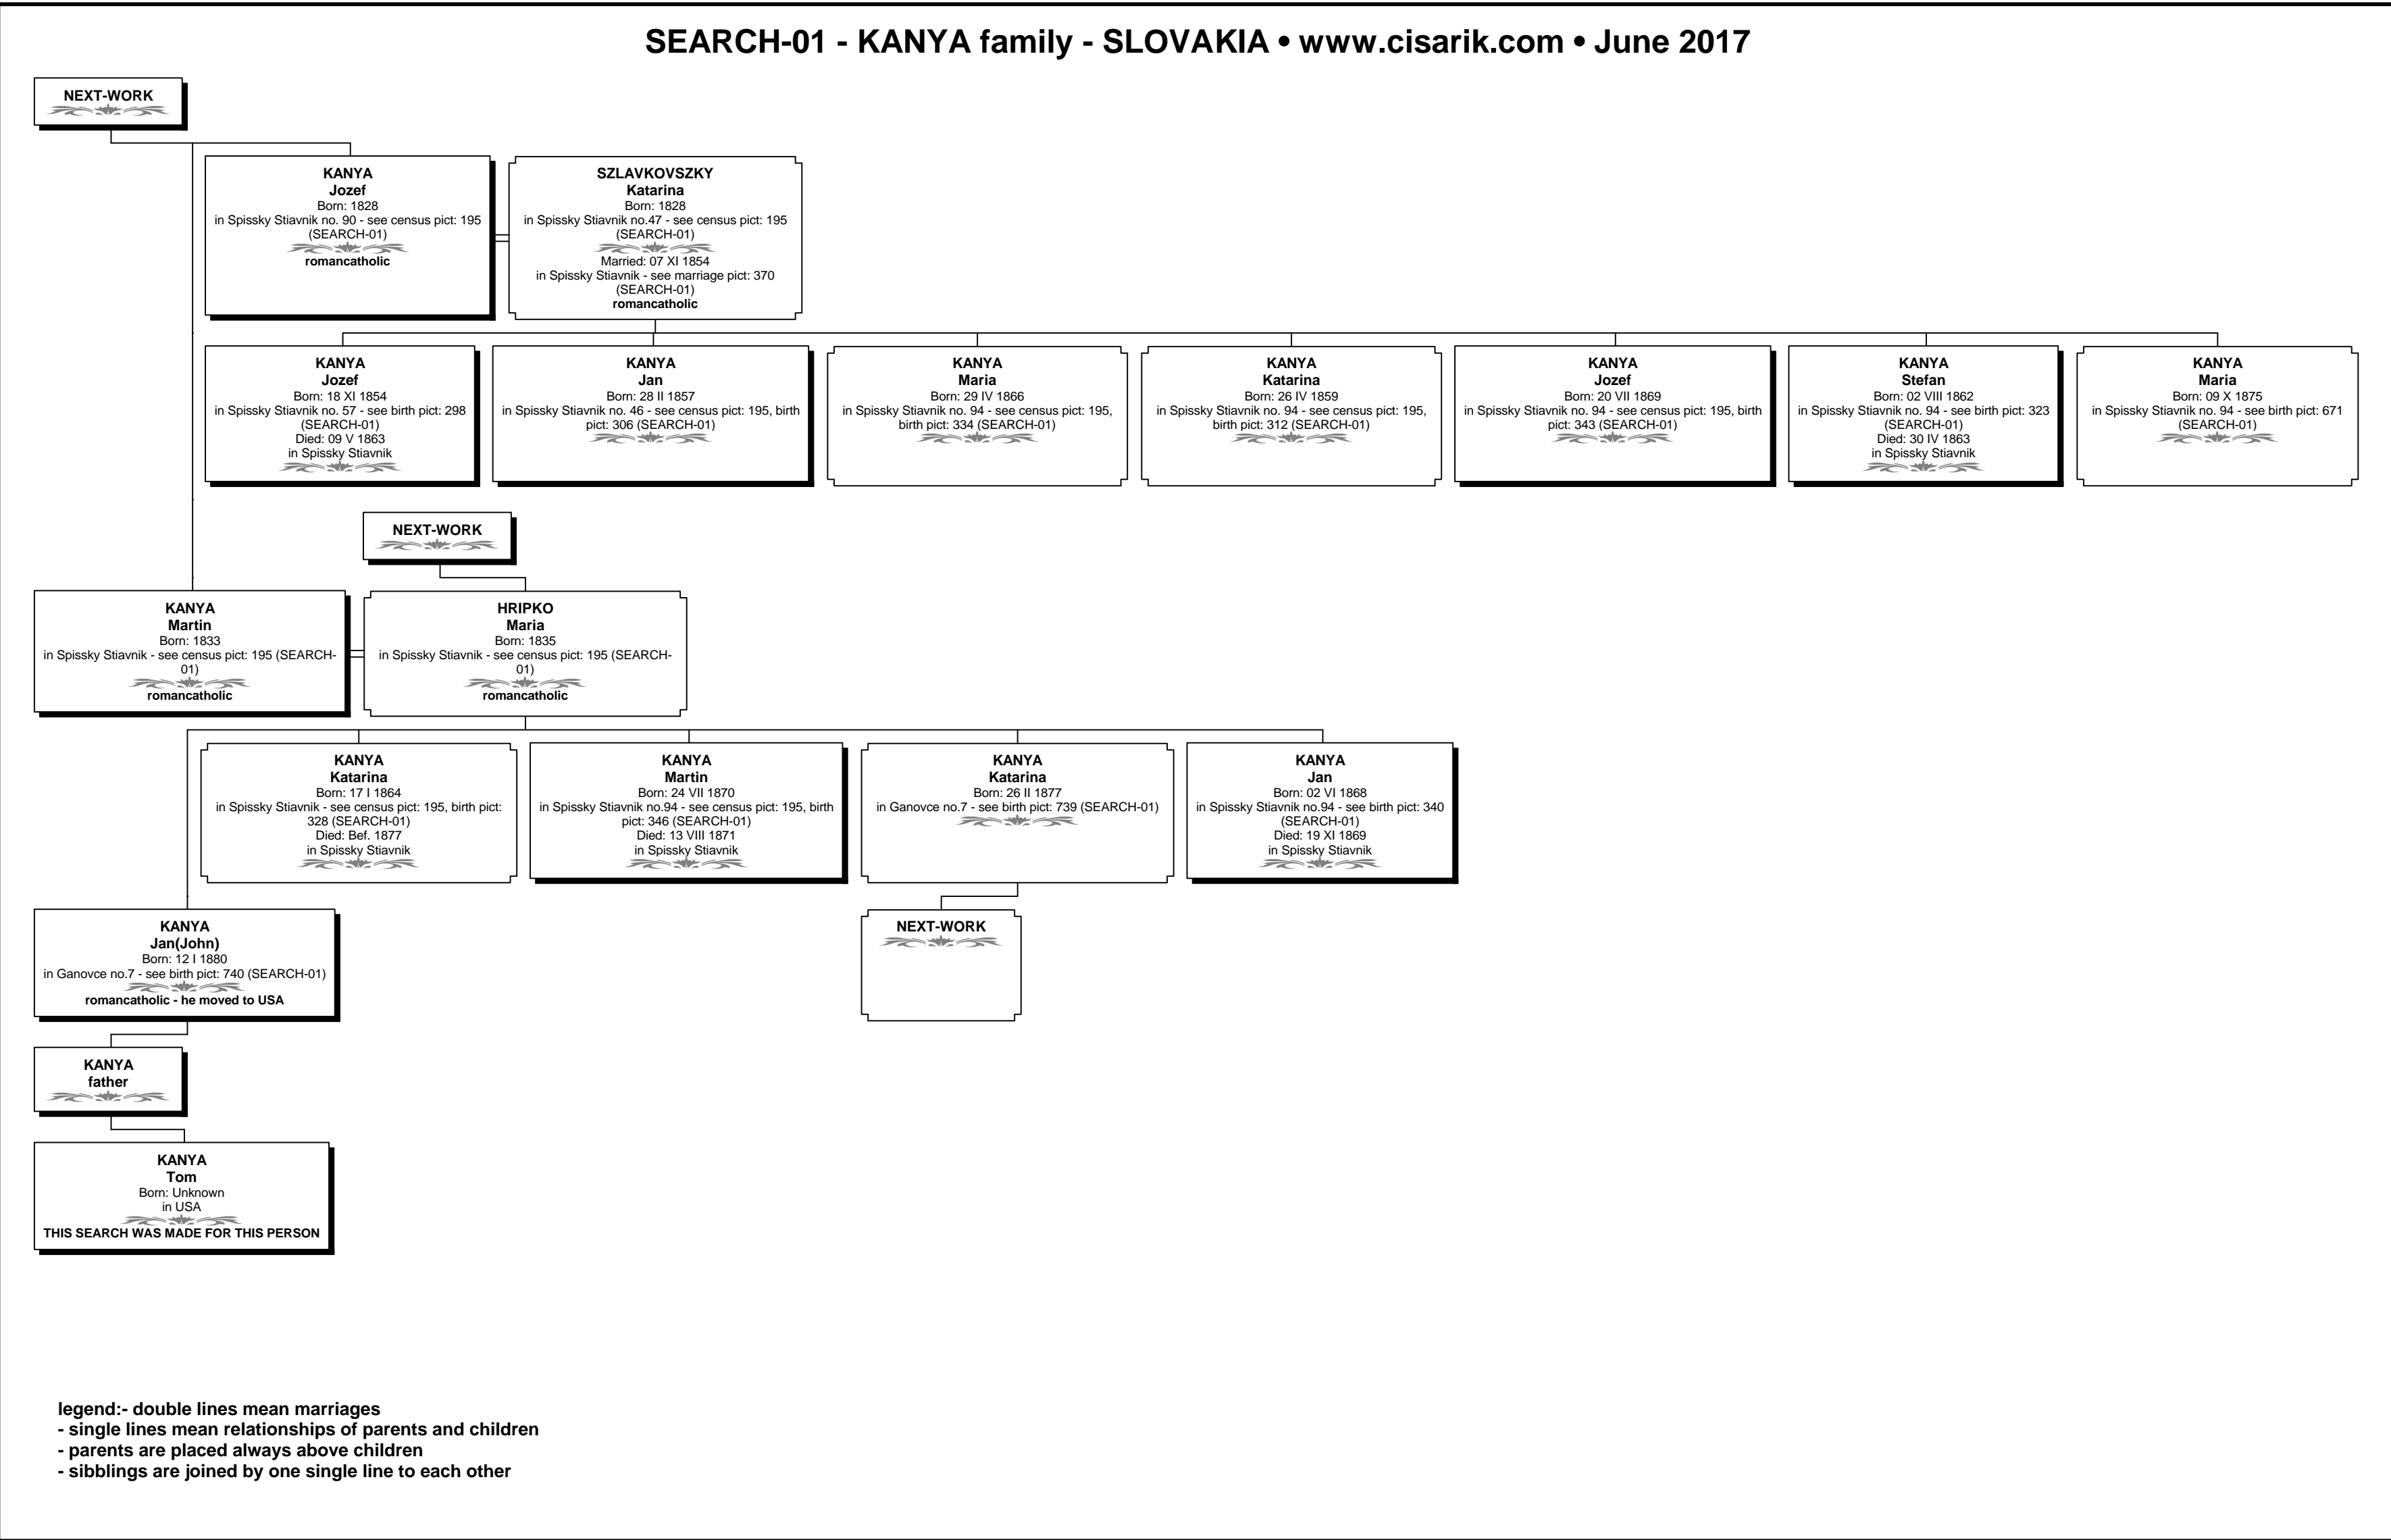 SEARCH-01 - KANYA family - SLOVAKIA • www.cisarik.com • June 2017
NEXT-WORK
KANYA
Jozef
Born: 1828
in Spissky Stiavnik no. 90 - see census pict: 195
(SEARCH-01)
romancatholic
SZLAVKOVSZKY
Katarina
Born: 1828
in Spissky Stiavnik no.47 - see census pict: 195
(SEARCH-01)
Married: 07 XI 1854
in Spissky Stiavnik - see marriage pict: 370
(SEARCH-01)
romancatholic
KANYA
Jozef
Born: 18 XI 1854
in Spissky Stiavnik no. 57 - see birth pict: 298
(SEARCH-01)
Died: 09 V 1863
in Spissky Stiavnik
KANYA
Jan
Born: 28 II 1857
in Spissky Stiavnik no. 46 - see census pict: 195, birth
pict: 306 (SEARCH-01)
KANYA
Maria
Born: 29 IV 1866
in Spissky Stiavnik no. 94 - see census pict: 195,
birth pict: 334 (SEARCH-01)
KANYA
Katarina
Born: 26 IV 1859
in Spissky Stiavnik no. 94 - see census pict: 195,
birth pict: 312 (SEARCH-01)
KANYA
Jozef
Born: 20 VII 1869
in Spissky Stiavnik no. 94 - see census pict: 195, birth
pict: 343 (SEARCH-01)
KANYA
Stefan
Born: 02 VIII 1862
in Spissky Stiavnik no. 94 - see birth pict: 323
(SEARCH-01)
Died: 30 IV 1863
in Spissky Stiavnik
KANYA
Maria
Born: 09 X 1875
in Spissky Stiavnik no. 94 - see birth pict: 671
(SEARCH-01)
NEXT-WORK
KANYA
Martin
Born: 1833
in Spissky Stiavnik - see census pict: 195 (SEARCH-
01)
romancatholic
HRIPKO
Maria
Born: 1835
in Spissky Stiavnik - see census pict: 195 (SEARCH-
01)
romancatholic
KANYA
Katarina
Born: 17 I 1864
in Spissky Stiavnik - see census pict: 195, birth pict:
328 (SEARCH-01)
Died: Bef. 1877
in Spissky Stiavnik
KANYA
Martin
Born: 24 VII 1870
in Spissky Stiavnik no.94 - see census pict: 195, birth
pict: 346 (SEARCH-01)
Died: 13 VIII 1871
in Spissky Stiavnik
KANYA
Katarina
Born: 26 II 1877
in Ganovce no.7 - see birth pict: 739 (SEARCH-01)
KANYA
Jan
Born: 02 VI 1868
in Spissky Stiavnik no.94 - see birth pict: 340
(SEARCH-01)
Died: 19 XI 1869
in Spissky Stiavnik
KANYA
Jan(John)
Born: 12 I 1880
in Ganovce no.7 - see birth pict: 740 (SEARCH-01)
romancatholic - he moved to USA
NEXT-WORK
KANYA
father
KANYA
Tom
Born: Unknown
in USA
THIS SEARCH WAS MADE FOR THIS PERSON
legend:- double lines mean marriages
- single lines mean relationships of parents and children
- parents are placed always above children
- sibblings are joined by one single line to each other